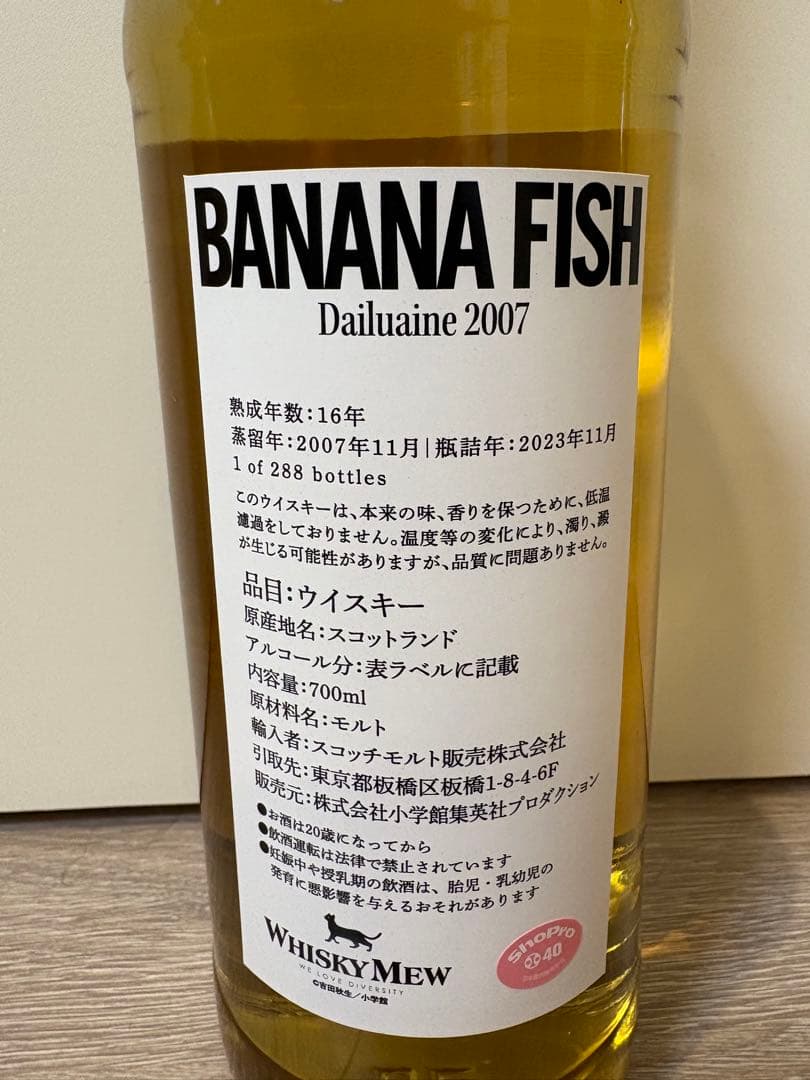 BANANA FISH
Dailuaine 2007
熟成年数:16年
蒸留年:2007年11月|瓶詰年:2023年11月
1 of 288 bottles
このウイスキーは、本来の味、香りを保つために、低温
濾過をしておりません。温度等の変化により、濁り、澱
が生じる可能性がありますが、品質に問題ありません。
品目:ウイスキー
原産地名:スコットランド
アルコール分:表ラベルに記載
内容量:700ml
原材料名:モルト
輸入者:スコッチモルト販売株式会社
引取先:東京都板橋区板橋1-8-4-6F
販売元:株式会社小学館集英社プロダクション
●お酒は20歳になってから
●飲酒運転は法律で禁止されています
●妊娠中や授乳期の飲酒は、胎児・乳幼児の
発育に悪影響を与えるおそれがあります
WHISKY MEW
WE LOVE DIVERSITY
©吉田秋生/小学館
ShoPro
40